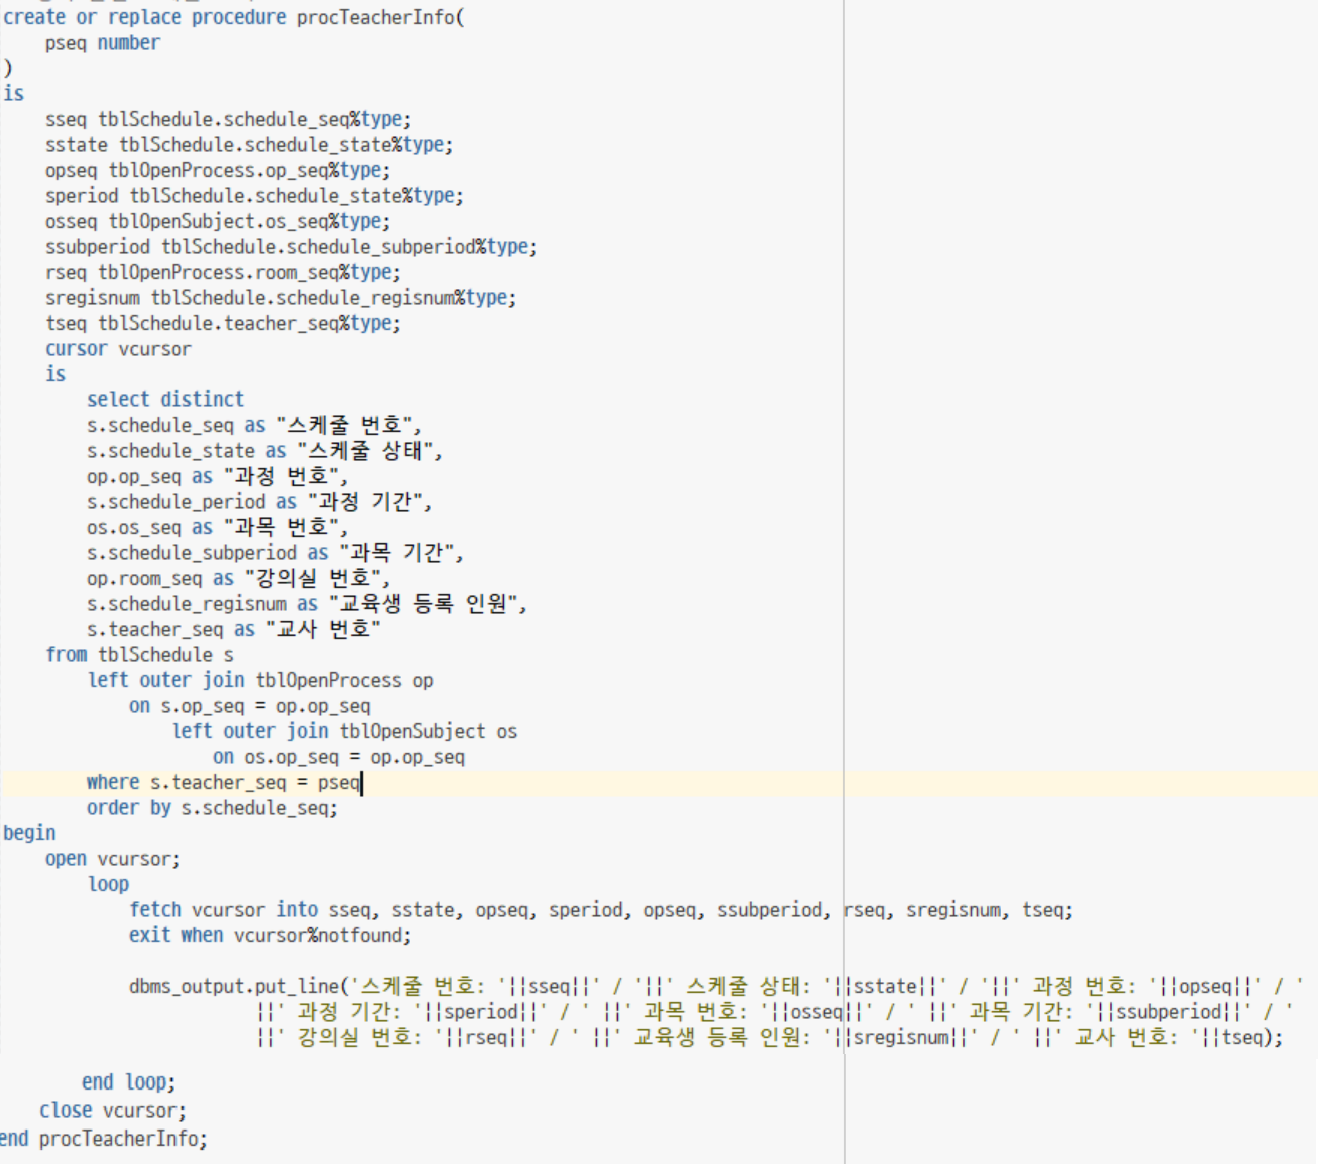 create or replace procedure procTeacherInfo(
    pseq number
)
is
    sseq tblSchedule.schedule_seq%type;
    sstate tblSchedule.schedule_state%type;
    opseq tblOpenProcess.op_seq%type;
    speriod tblSchedule.schedule_state%type;
    osseq tblOpenSubject.os_seq%type;
    ssubperiod tblSchedule.schedule_subperiod%type;
    rseq tblOpenProcess.room_seq%type;
    sregisnum tblSchedule.schedule_regisnum%type;
    tseq tblSchedule.teacher_seq%type;
    cursor vcursor
    is
        select distinct
        s.schedule_seq as "스케줄 번호",
        s.schedule_state as "스케줄 상태",
        op.op_seq as "과정 번호",
        s.schedule_period as "과정 기간",
        os.os_seq as "과목 번호",
        s.schedule_subperiod as "과목 기간",
        op.room_seq as "강의실 번호",
        s.schedule_regisnum as "교육생 등록 인원",
        s.teacher_seq as "교사 번호"
    from tblSchedule s
        left outer join tblOpenProcess op
            on s.op_seq = op.op_seq
                left outer join tblOpenSubject os
                    on os.op_seq = op.op_seq
        where s.teacher_seq = pseq
        order by s.schedule_seq;
begin
    open vcursor;
        loop
            fetch vcursor into sseq, sstate, opseq, speriod, opseq, ssubperiod, rseq, sregisnum, tseq;
            exit when vcursor%notfound;
            dbms_output.put_line('스케줄 번호: '||sseq||' / '||' 스케줄 상태: '||sstate||' / '||' 과정 번호: '||opseq||' / '
                        ||' 과정 기간: '||speriod||' / ' ||' 과목 번호: '||osseq||' / ' ||' 과목 기간: '||ssubperiod||' / '
                        ||' 강의실 번호: '||rseq||' / ' ||' 교육생 등록 인원: '||sregisnum||' / ' ||' 교사 번호: '||tseq);
        end loop;
    close vcursor;
end procTeacherInfo;